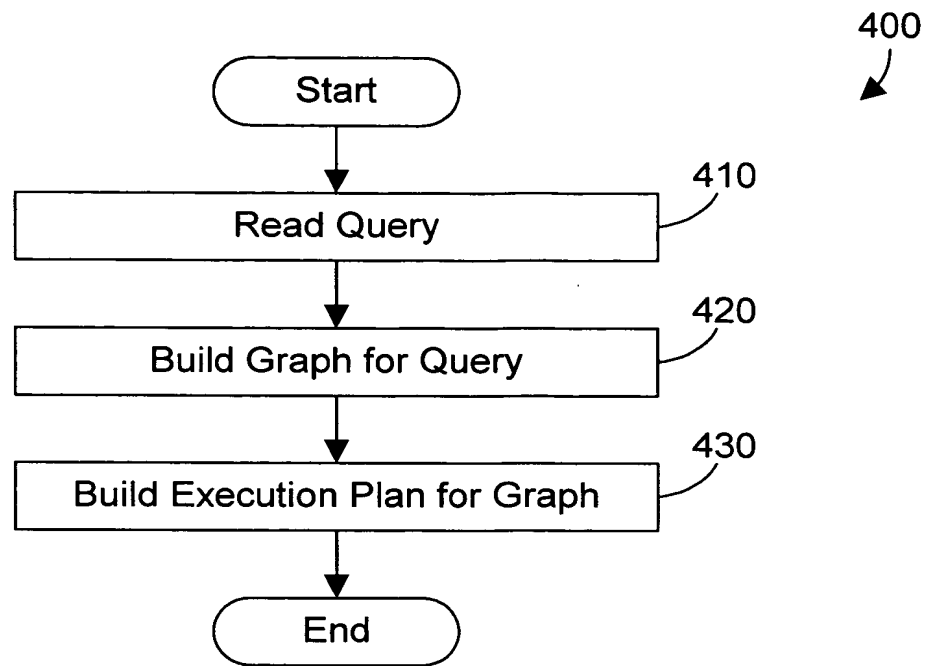 400
Start
410
Read Query
420
Build Graph for Query
430
Build Execution Plan for Graph
End